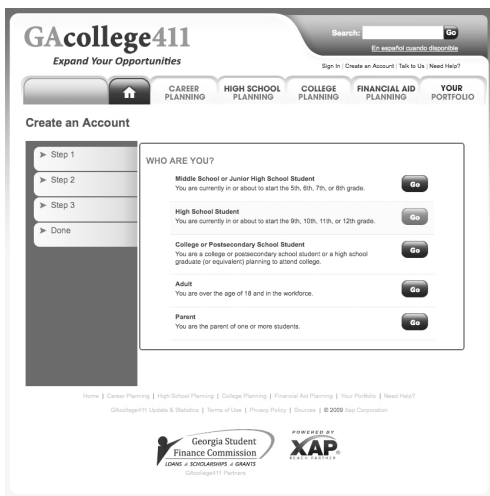 GAcollege411
Expand Your Opportunities
Search:
Go
En español cuando disponible
Sign In | Create an Account | Talk to Us | Need Help?
CAREER PLANNING
HIGH SCHOOL PLANNING
COLLEGE PLANNING
FINANCIAL AID PLANNING
YOUR PORTFOLIO
Create an Account
Step 1
Step 2
Step 3
Done
WHO ARE YOU?
Middle School or Junior High School Student
You are currently in or about to start the 5th, 6th, 7th, or 8th grade.
Go
High School Student
You are currently in or about to start the 9th, 10th, 11th, or 12th grade.
Go
College or Postsecondary School Student
You are a college or postsecondary school student or a high school
graduate (or equivalent) planning to attend college.
Go
Adult
You are over the age of 18 and in the workforce.
Go
Parent
You are the parent of one or more students.
Go
Home | Career Planning | High School Planning | College Planning | Financial Aid Planning | Your Portfolio | Need Help?
GAcollege411 Update & Statistics | Terms of Use | Privacy Policy | Sources | © 2009 Xap Corporation
Georgia Student
Finance Commission
LOANS & SCHOLARSHIPS & GRANTS
GAcollege411 Partners
POWERED BY
XAP®
REACH FARTHER